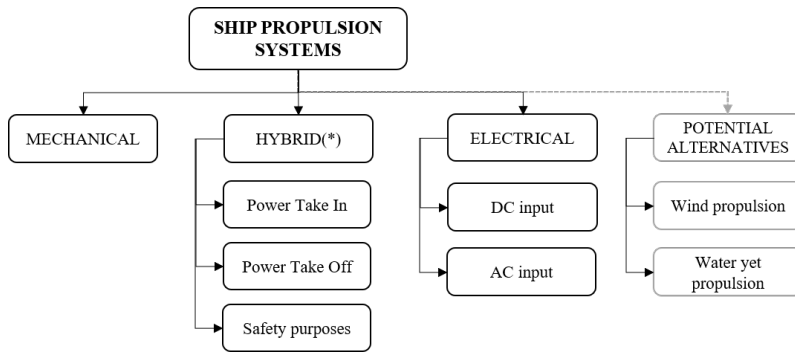 SHIP PROPULSION
SYSTEMS
MECHANICAL
HYBRID(*)
ELECTRICAL
POTENTIAL
ALTERNATIVES
Power Take In
DC input
Wind propulsion
Power Take Off
AC input
Water yet
propulsion
Safety purposes